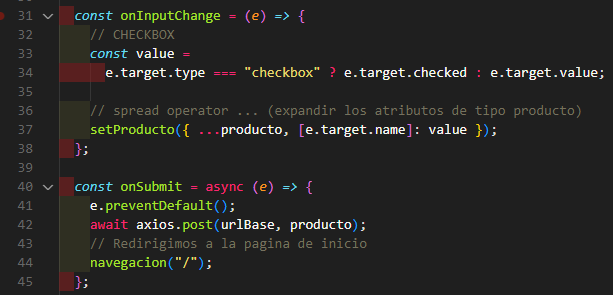 31 const onInputChange = (e) => {
32 // CHECKBOX
33 const value =
34 e.target.type === "checkbox" ? e.target.checked : e.target.value;
35
36 // spread operator ... (expandir los atributos de tipo producto)
37 setProducto({ ...producto, [e.target.name]: value });
38 };
39
40 const onSubmit = async (e) => {
41 e.preventDefault();
42 await axios.post(urlBase, producto);
43 // Redirigimos a la pagina de inicio
44 navegacion("/");
45 };